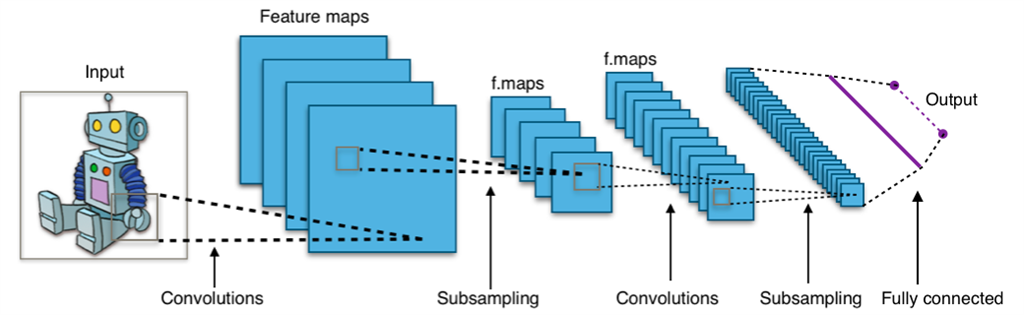 Feature maps
Input
f.maps
f.maps
Output
Convolutions
Subsampling
Convolutions
Subsampling
Fully connected